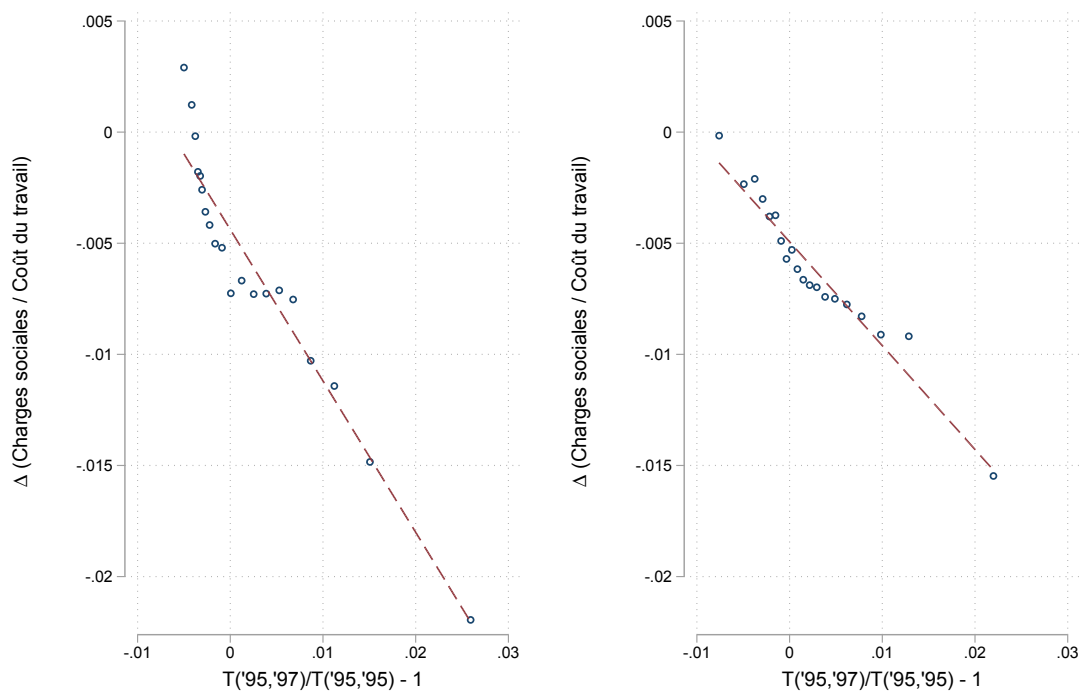 .005
0
-.005
-.01
-.015
-.02
Δ (Charges sociales / Coût du travail)
-.01 0 .01 .02 .03
T('95,'97)/T('95,'95) - 1
.005
0
-.005
-.01
-.015
-.02
Δ (Charges sociales / Coût du travail)
-.01 0 .01 .02 .03
T('95,'97)/T('95,'95) - 1